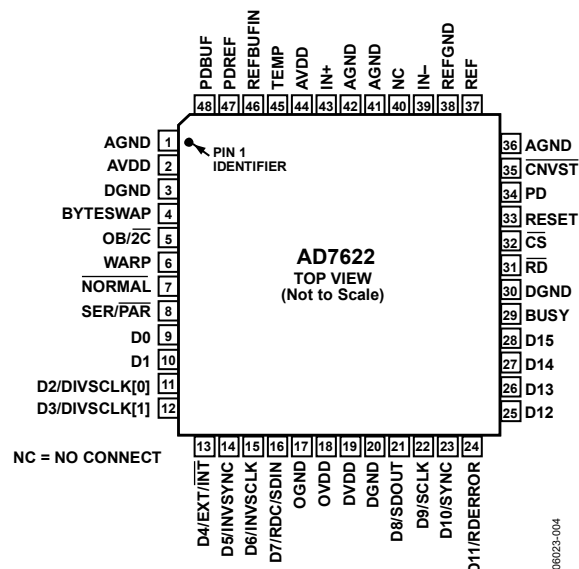 PDBUF
PDREF
REFBUFIN
TEMP
AVDD
IN+
AGND
AGND
NC
IN–
REFGND
REF
48 47 46 45 44 43 42 41 40 39 38 37
AGND 1
AVDD 2
DGND 3
BYTESWAP 4
OB/2C̅ 5
WARP 6
N̅O̅R̅M̅A̅L̅ 7
SER/P̅A̅R̅ 8
D0 9
D1 10
D2/DIVSCLK[0] 11
D3/DIVSCLK[1] 12
PIN 1
IDENTIFIER
AD7622
TOP VIEW
(Not to Scale)
36 AGND
35 C̅N̅V̅S̅T̅
34 PD
33 RESET
32 C̅S̅
31 R̅D̅
30 DGND
29 BUSY
28 D15
27 D14
26 D13
25 D12
13 14 15 16 17 18 19 20 21 22 23 24
D4/EXT/I̅N̅T̅
D5/INVSYNC
D6/INVSCLK
D7/RDC/SDIN
OGND
OVDD
DVDD
DGND
D8/SDOUT
D9/SCLK
D10/SYNC
D11/RDERROR
NC = NO CONNECT
06023-004